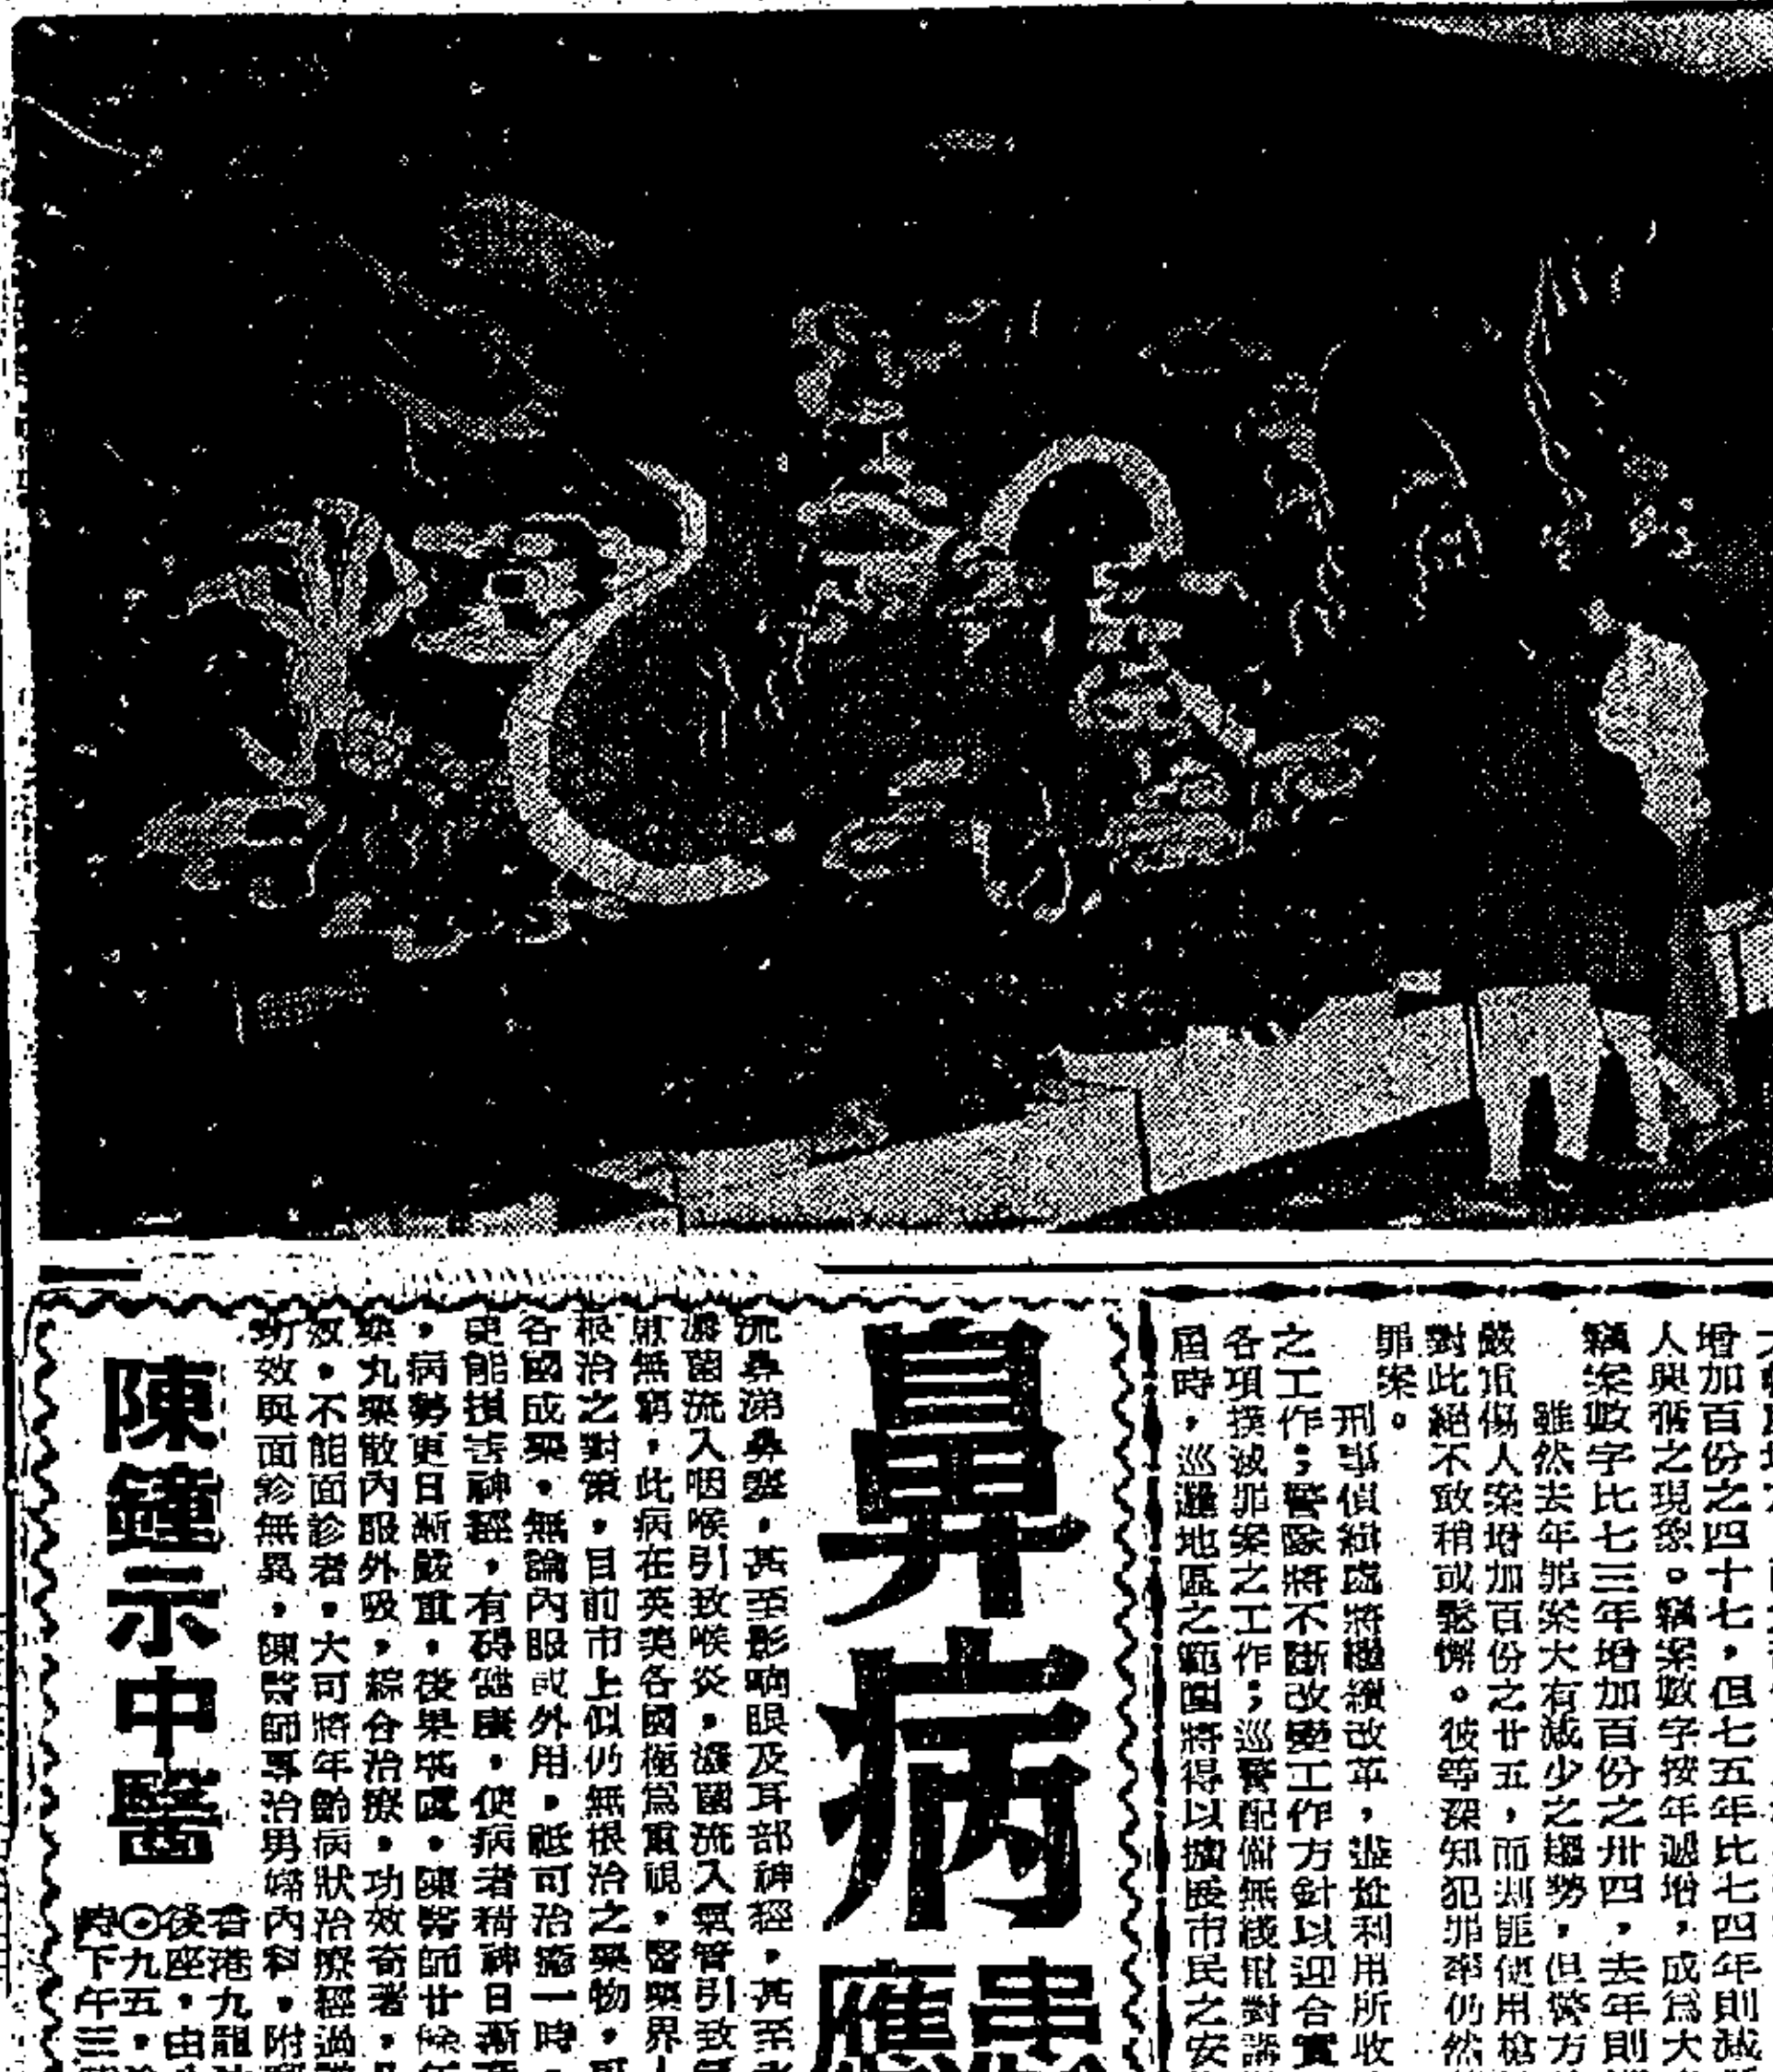 增加百份之四十七，但七五年比七四年則減
人興循之現象。竊案數字按年遞增，成爲大
竊案數字比七三年增加百份之卅四，去年則
雖然去年罪案大有減少之趨勢，但警方
嚴重傷人案增加百份之廿五，而刦匪使用槍
對此絕不敢稍或鬆懈。彼等深知犯罪率仍然
罪案。
刑事偵緝處將繼續改革，並盡利用所收
之工作；警隊將不斷改變工作方針以迎合實
各項撲滅罪案之工作；巡警配備無綫電對講
屆時，巡邏地區之範圍將得以擴展市民之安
鼻病
患
應
流鼻涕鼻塞，甚至影响眼及耳部神經，甚至
濃菌流入咽喉引致喉炎，濃菌流入氣管引致
無窮，此病在英美各國極爲重視，醫藥界
根治之對策，目前市上似仍無根治之藥物，
各國成藥，無論內服或外用，祗可治癒一時，
更能損害神經，有碍健康，使病者精神日漸
，病勢更日漸嚴重，後果堪虞，陳醫師廿餘年
藥丸藥散內服外吸，綜合治療，功效奇著，
效，不能面診者，大可將年齡病狀治療經過
功效與面診無異，陳醫師專治男婦內科，附
陳鐘示中醫
香港九龍
後座，由
〇九五，
時下午三